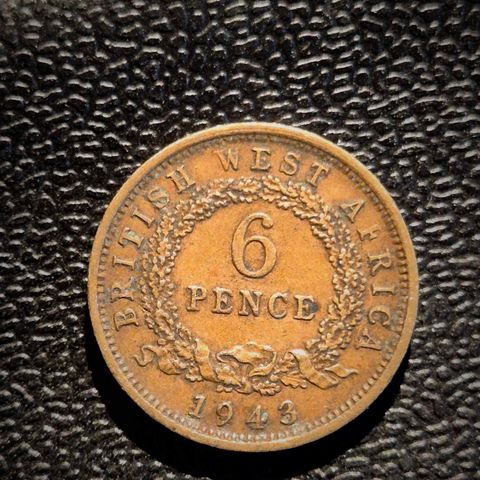 BRITISH WEST AFRICA
6
PENCE
1943